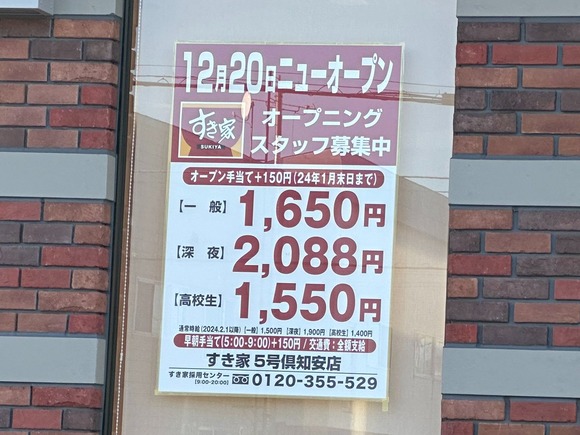 12月20日ニューオープン
すき家
SUKIYA
オープニング
スタッフ募集中
オープン手当て+150円(24年1月末日まで)
【一般】1,650円
【深夜】2,088円
【高校生】1,550円
通常時給(2024.2.1以降)【一般】1,500円【深夜】1,900円【高校生】1,400円
早朝手当て(5:00-9:00)+150円/交通費:全額支給
すき家 5号倶知安店
すき家採用センター
[9:00-20:00]
0120-355-529